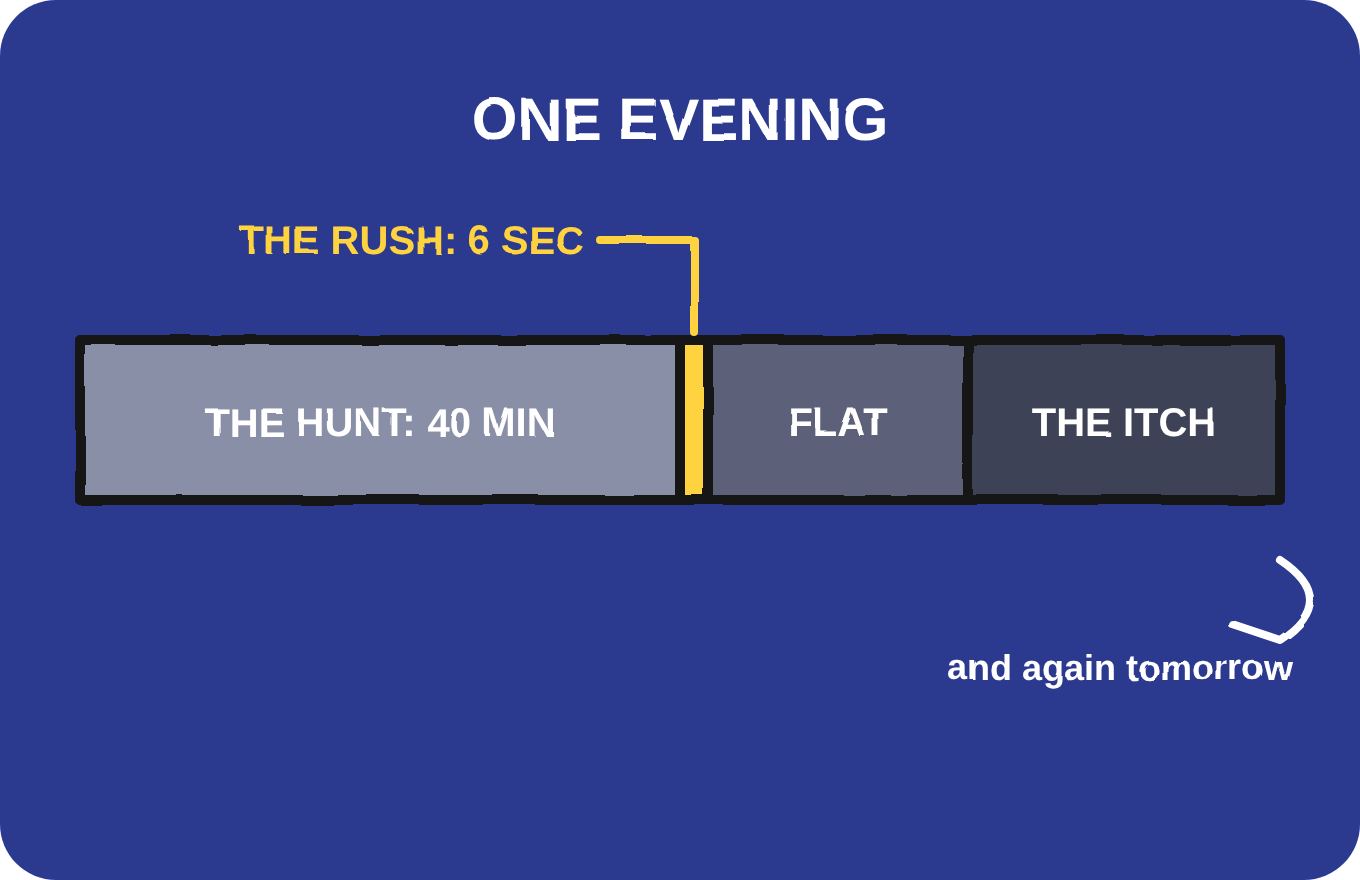 ONE EVENING
THE RUSH: 6 SEC
THE HUNT: 40 MIN
FLAT
THE ITCH
and again tomorrow